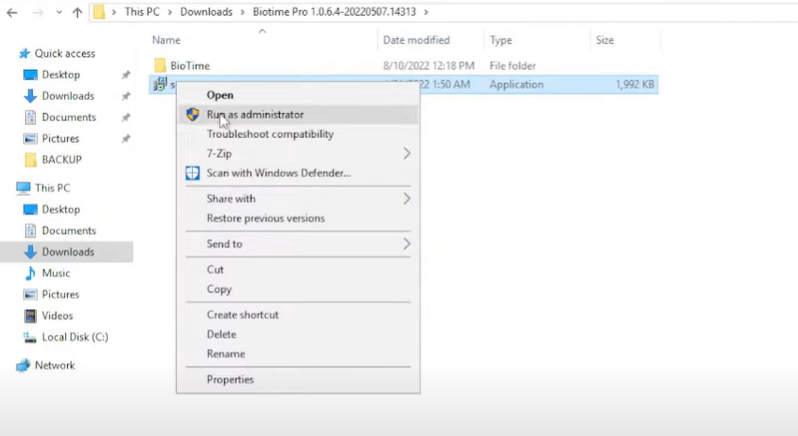 This PC > Downloads > Biotime Pro 1.0.6.4-20220507.14313 >
Name Date modified Type Size
Quick access
Desktop
Downloads
Documents
Pictures
BACKUP
This PC
Desktop
Documents
Downloads
Music
Pictures
Videos
Local Disk (C:)
Network
BioTime 8/10/2022 12:18 PM File folder
2022 1:50 AM Application 1,992 KB
Open
Run as administrator
Troubleshoot compatibility
7-Zip
Scan with Windows Defender...
Share with
Restore previous versions
Send to
Cut
Copy
Create shortcut
Delete
Rename
Properties